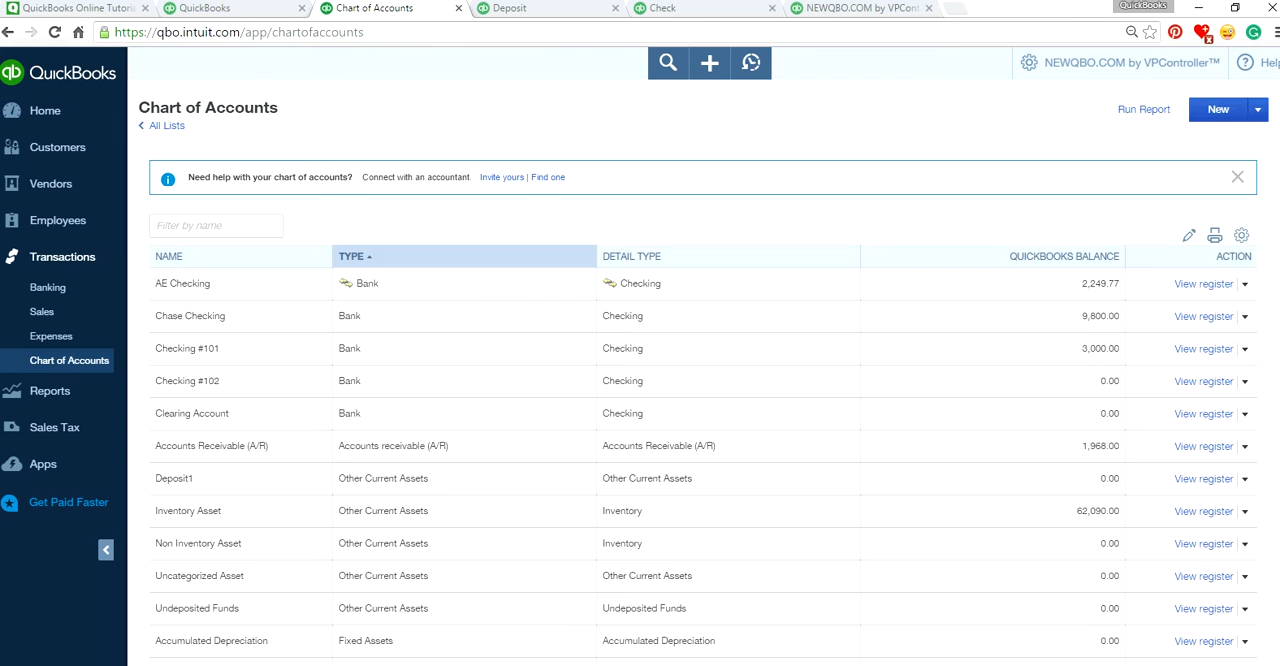 QuickBooks Online Tutoria
QuickBooks
Chart of Accounts
Deposit
Check
NEWQBO.COM by VPCont
QuickBooks
https://qbo.intuit.com/app/chartofaccounts
qb QuickBooks
NEWQBO.COM by VPController™
Help
Home
Customers
Vendors
Employees
Transactions
Banking
Sales
Expenses
Chart of Accounts
Reports
Sales Tax
Apps
Get Paid Faster
Chart of Accounts
All Lists
Run Report
New
Need help with your chart of accounts? Connect with an accountant. Invite yours | Find one
Filter by name
NAME TYPE DETAIL TYPE QUICKBOOKS BALANCE ACTION
AE Checking Bank Checking 2,249.77 View register
Chase Checking Bank Checking 9,800.00 View register
Checking #101 Bank Checking 3,000.00 View register
Checking #102 Bank Checking 0.00 View register
Clearing Account Bank Checking 0.00 View register
Accounts Receivable (A/R) Accounts receivable (A/R) Accounts Receivable (A/R) 1,968.00 View register
Deposit1 Other Current Assets Other Current Assets 0.00 View register
Inventory Asset Other Current Assets Inventory 62,090.00 View register
Non Inventory Asset Other Current Assets Inventory 0.00 View register
Uncategorized Asset Other Current Assets Other Current Assets 0.00 View register
Undeposited Funds Other Current Assets Undeposited Funds 0.00 View register
Accumulated Depreciation Fixed Assets Accumulated Depreciation 0.00 View register